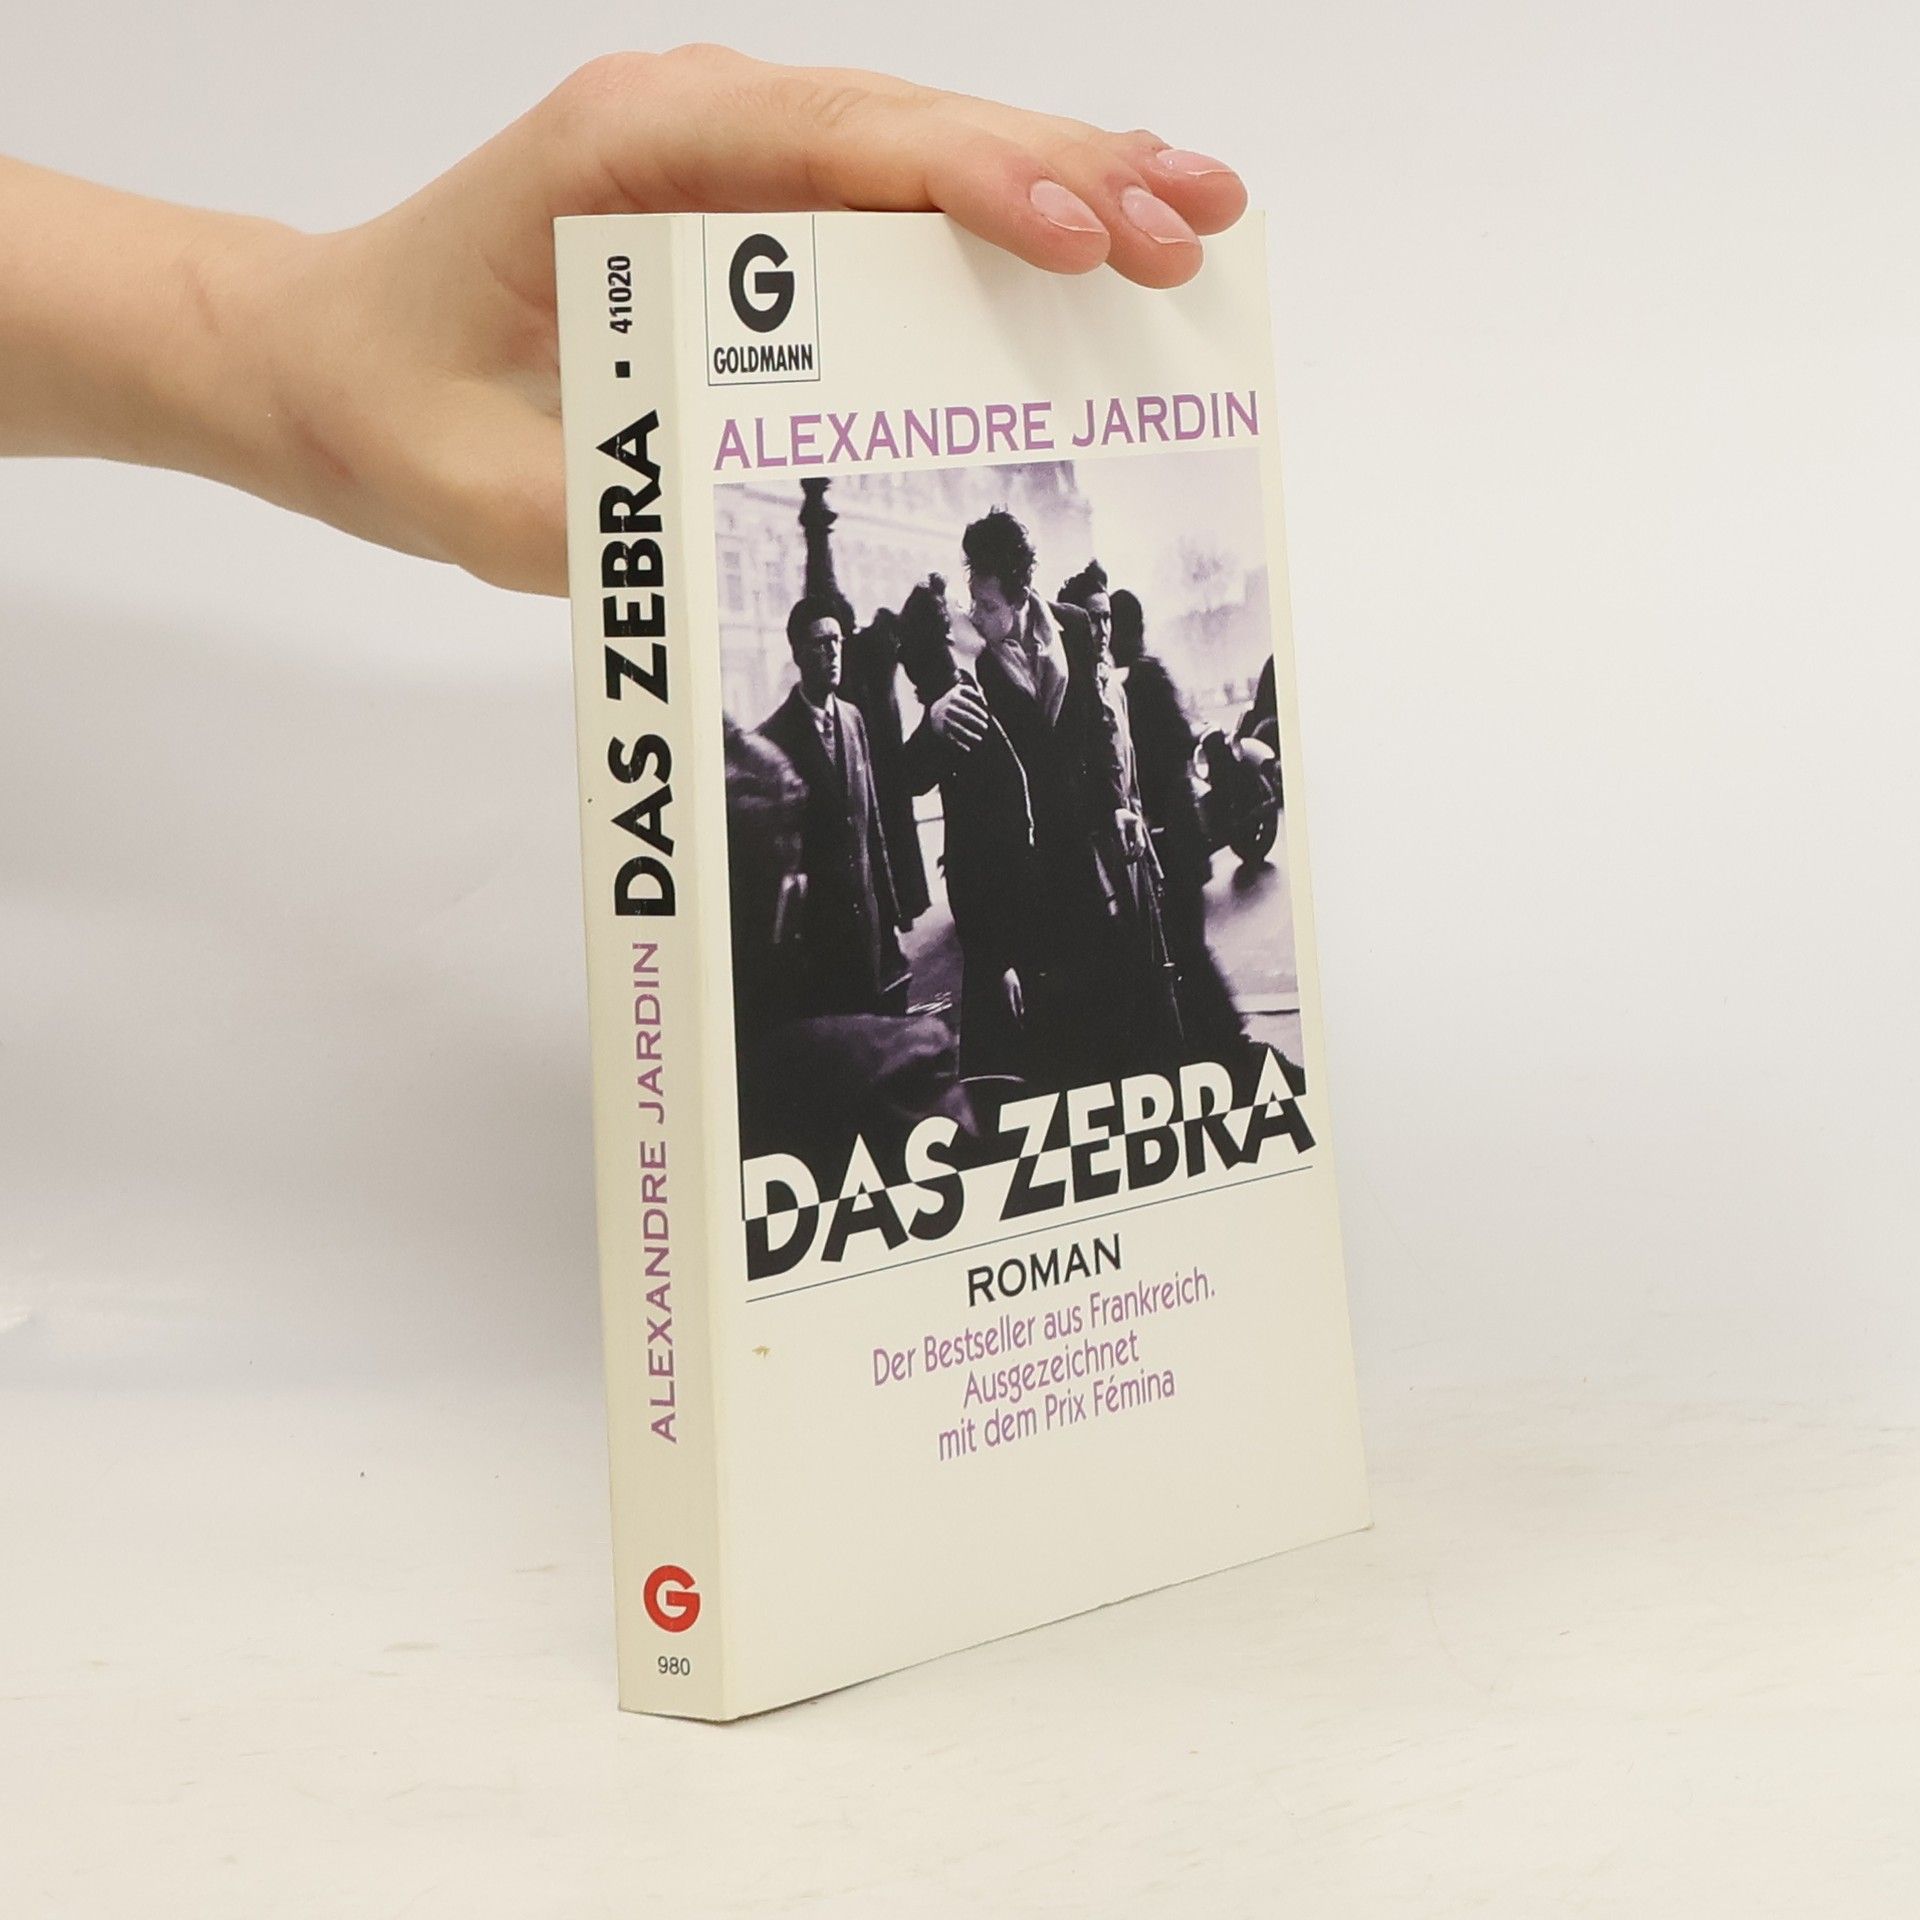 ALEXANDRE JARDIN DAS ZEBRA · 41020
G
980
G
GOLDMANN
ALEXANDRE JARDIN
DAS ZEBRA
ROMAN
Der Bestseller aus Frankreich.
Ausgezeichnet
mit dem Prix Fémina